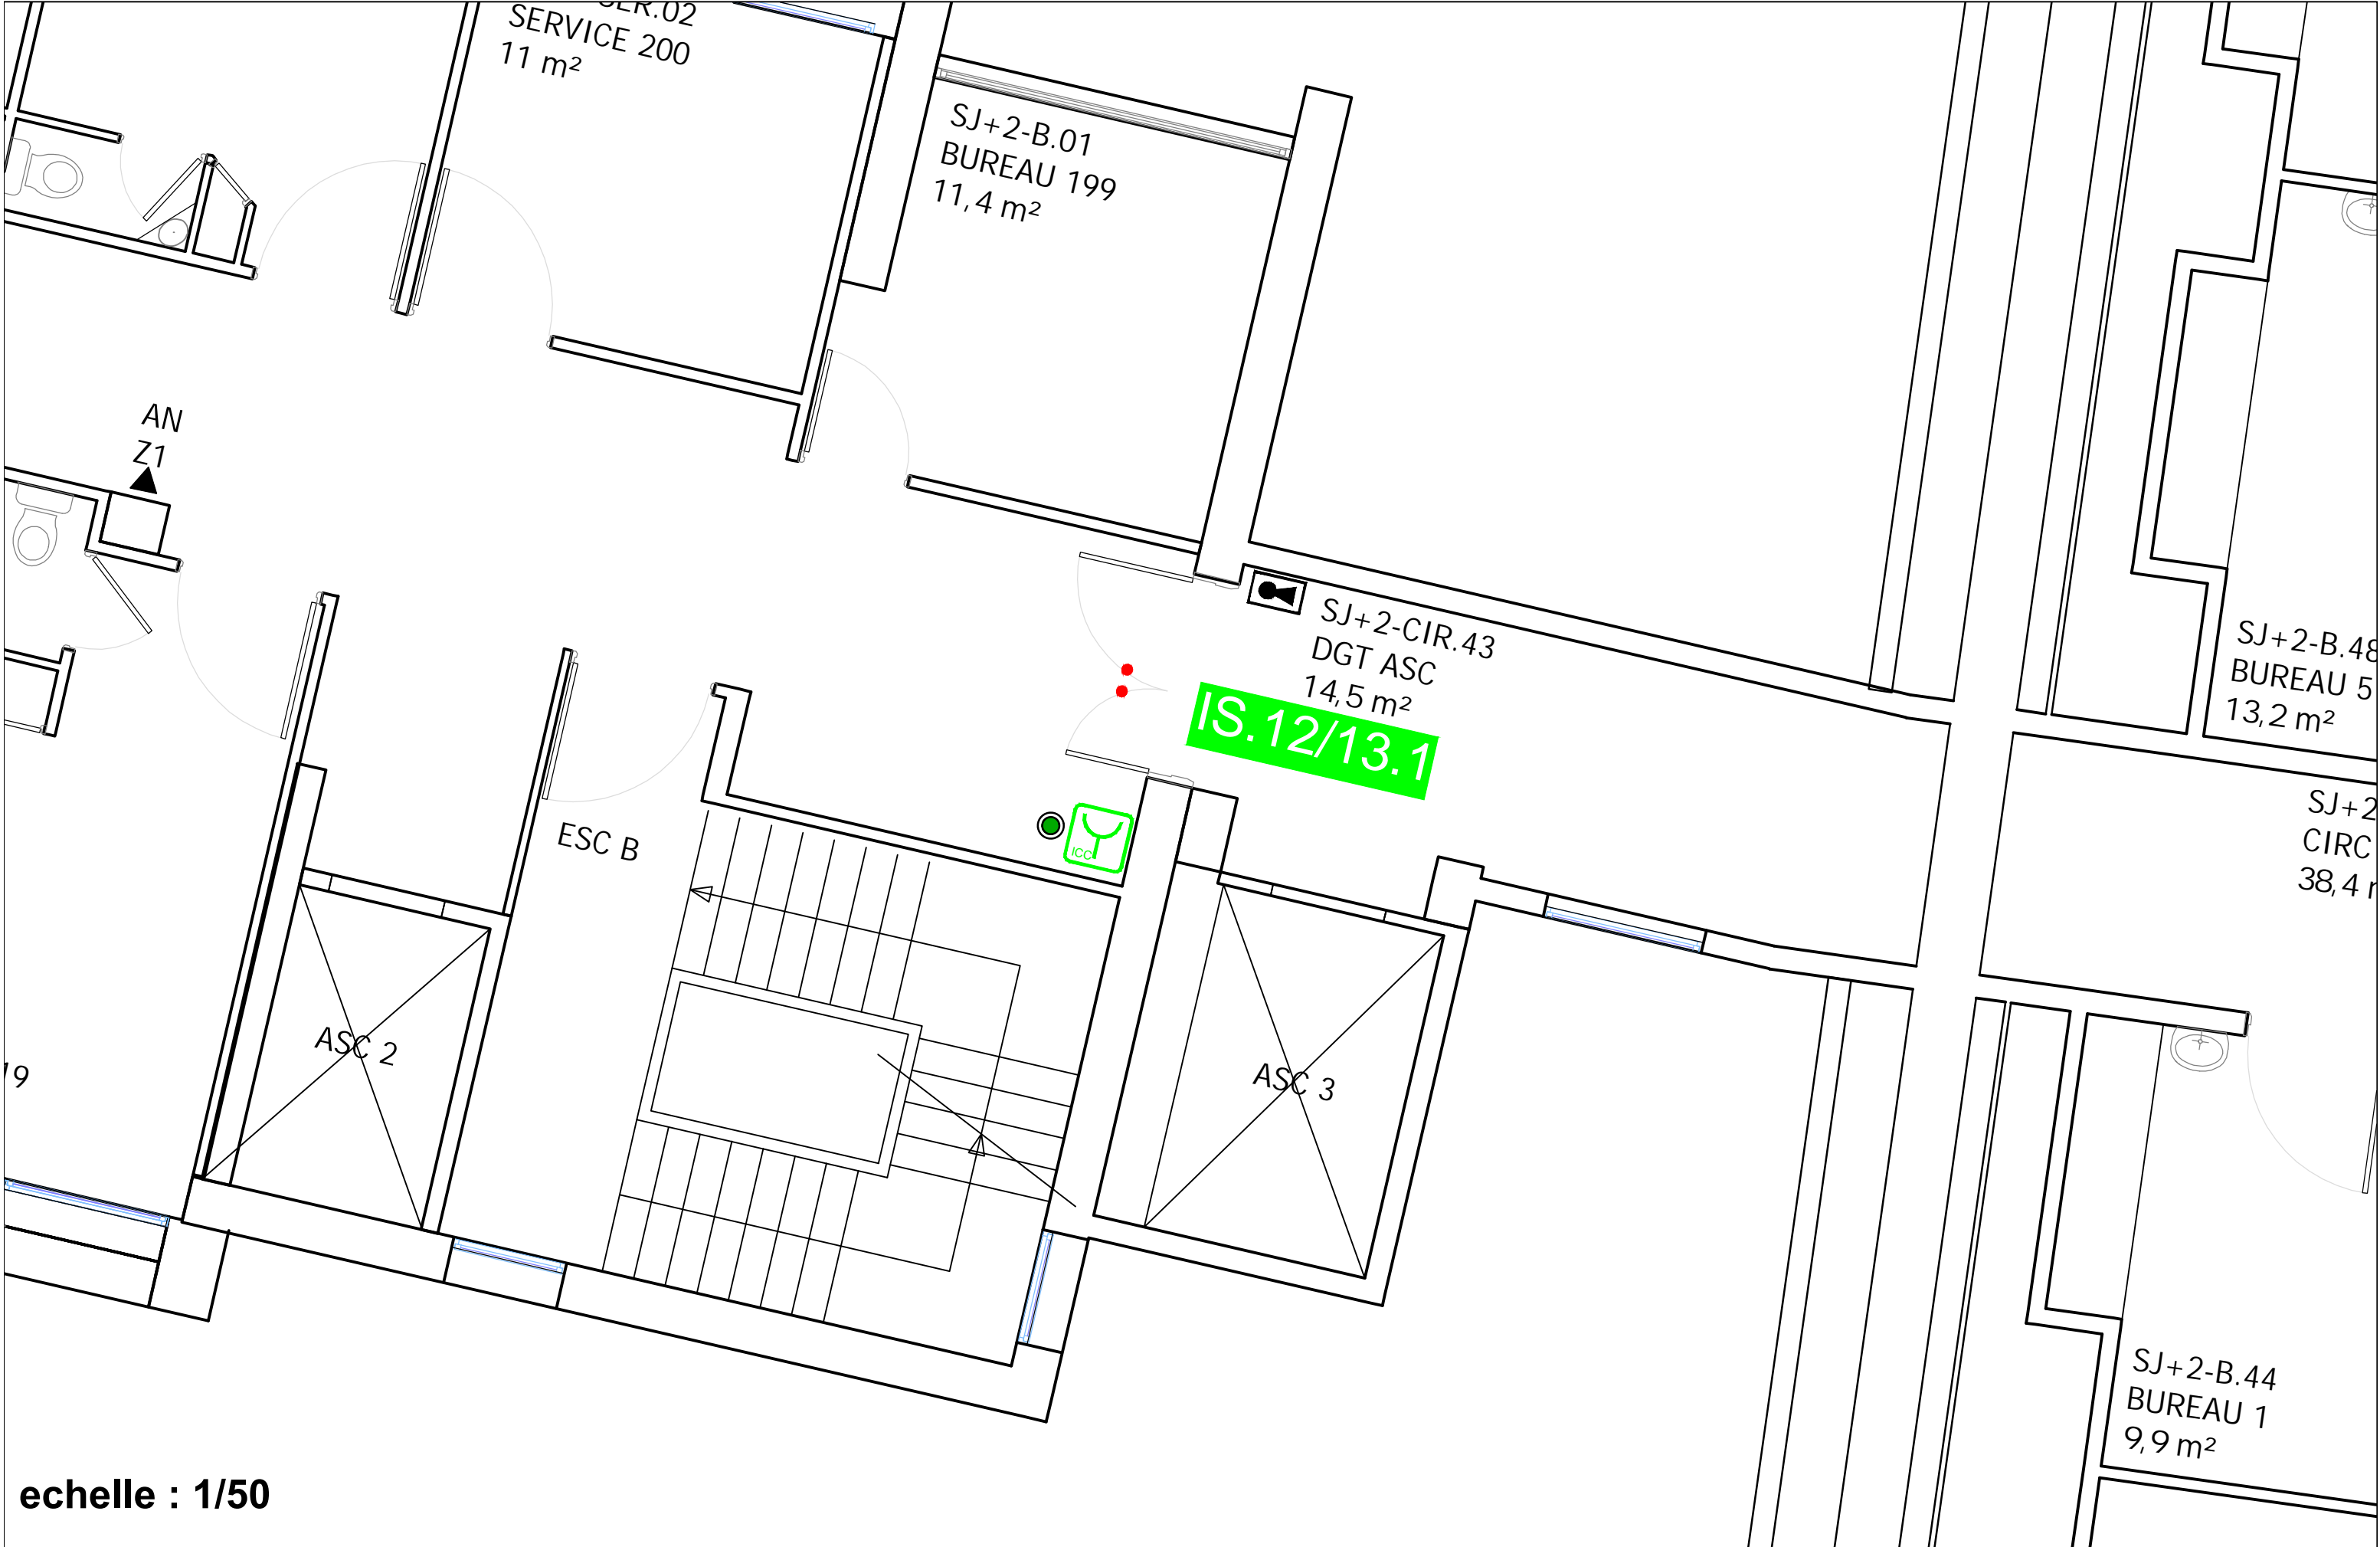 SERVICE 200
11 m²
SJ+2-B.01
BUREAU 199
11,4 m²
AN
Z1
SJ+2-CIR.43
DGT ASC
14,5 m²
IS.12/13.1
SJ+2-B.48
BUREAU 5
13,2 m²
SJ+2
CIRC
38,4
ESC B
ICC
ASC 2
ASC 3
19
SJ+2-B.44
BUREAU 1
9,9 m²
echelle : 1/50